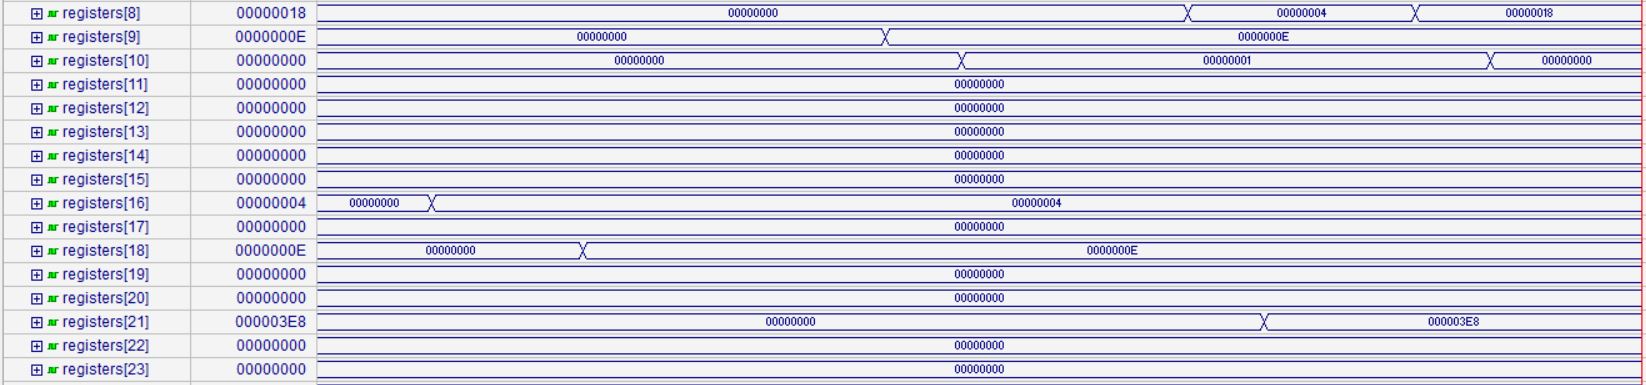 registers[8] 00000018 00000000 00000004 00000018
registers[9] 0000000E 00000000 0000000E
registers[10] 00000000 00000000 00000001 00000000
registers[11] 00000000 00000000
registers[12] 00000000 00000000
registers[13] 00000000 00000000
registers[14] 00000000 00000000
registers[15] 00000000 00000000
registers[16] 00000004 00000000 00000004
registers[17] 00000000 00000000
registers[18] 0000000E 00000000 0000000E
registers[19] 00000000 00000000
registers[20] 00000000 00000000
registers[21] 000003E8 00000000 000003E8
registers[22] 00000000 00000000
registers[23] 00000000 00000000